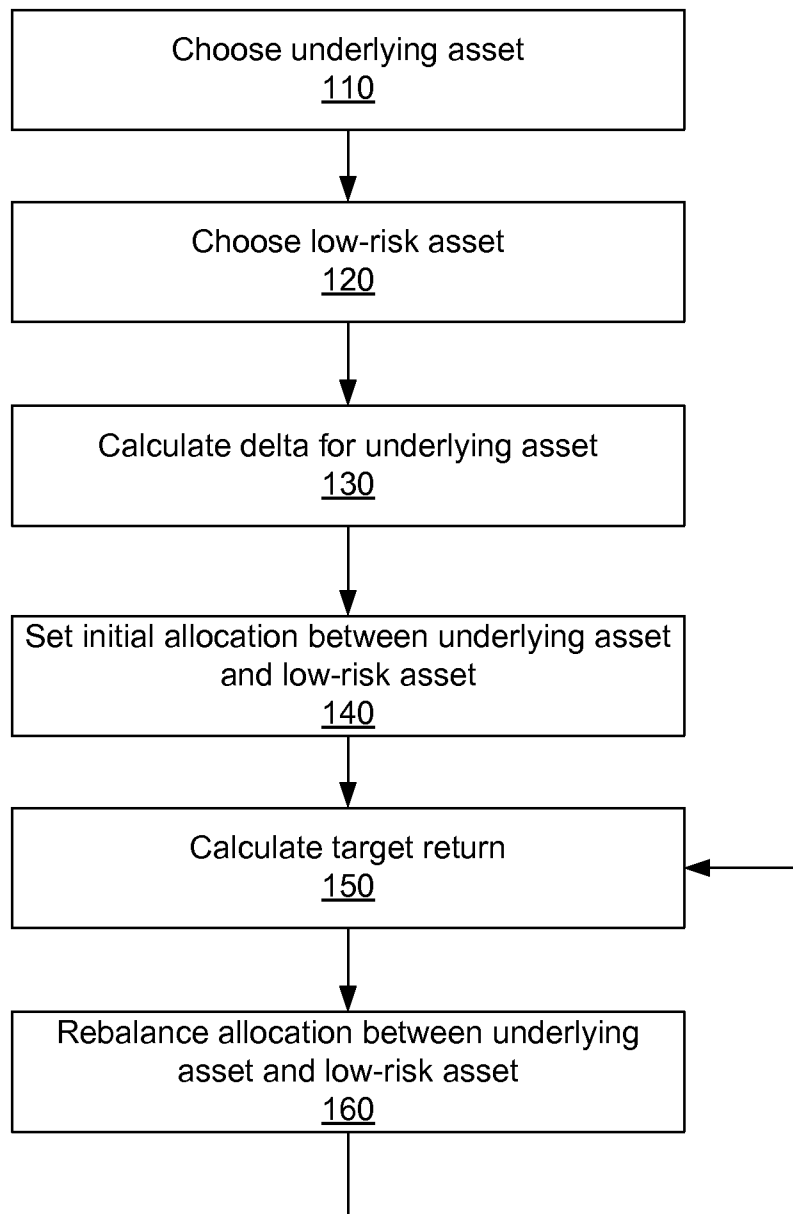 Choose underlying asset
110
Choose low-risk asset
120
Calculate delta for underlying asset
130
Set initial allocation between underlying asset
and low-risk asset
140
Calculate target return
150
Rebalance allocation between underlying
asset and low-risk asset
160